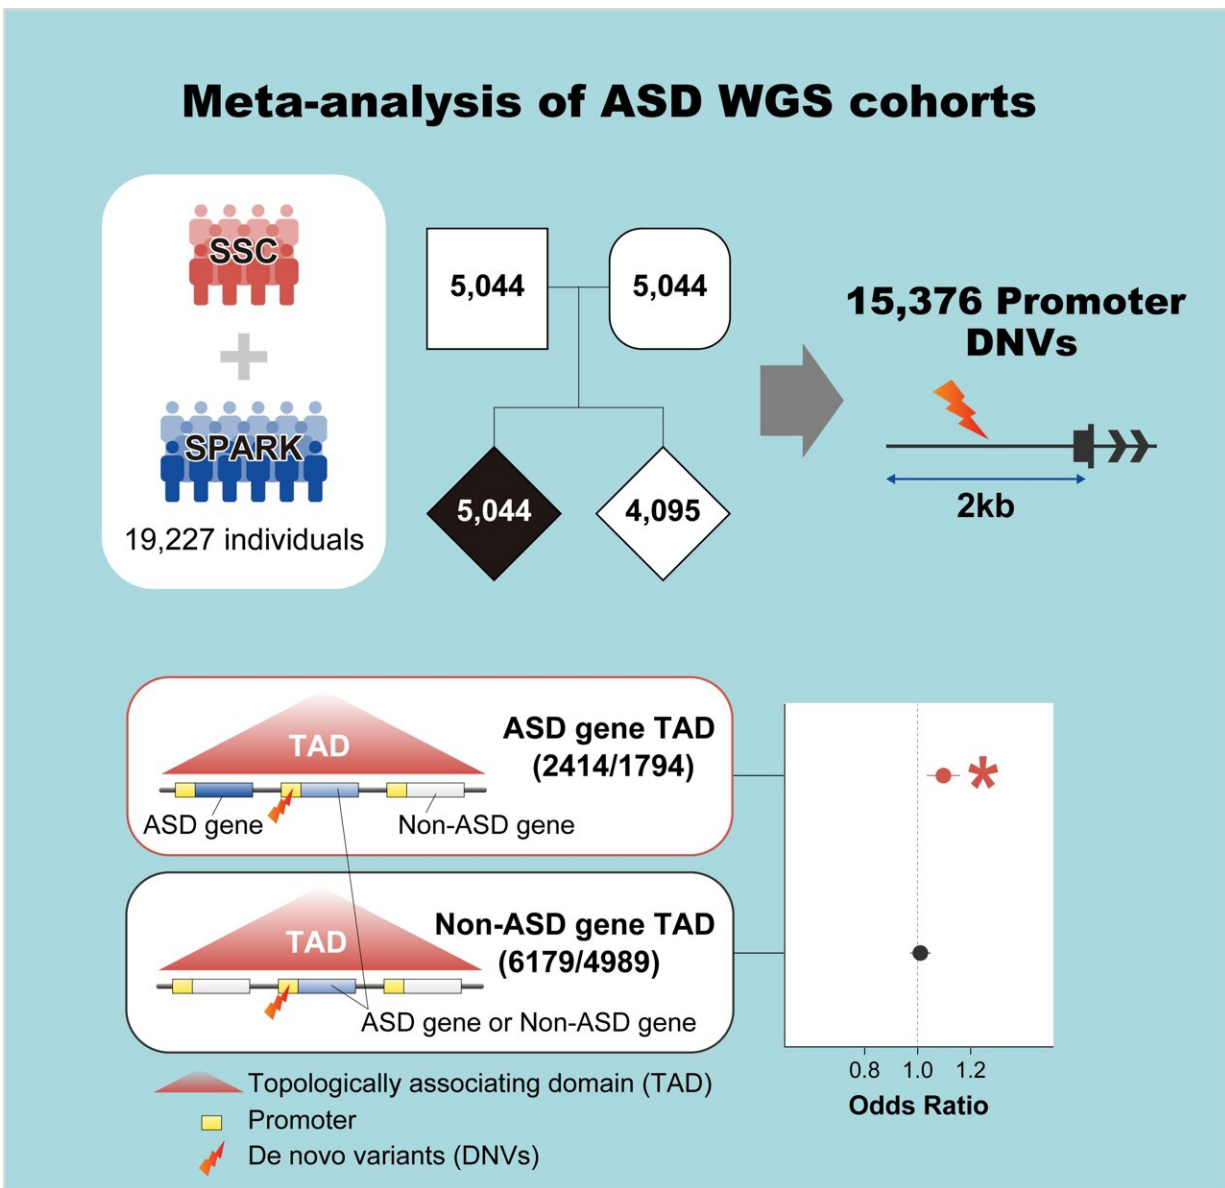 Meta-analysis of ASD WGS cohorts
SSC
SPARK
19,227 individuals
5,044
5,044
5,044
4,095
15,376 Promoter
DNVs
2kb
TAD
ASD gene TAD
(2414/1794)
ASD gene
Non-ASD gene
TAD
Non-ASD gene TAD
(6179/4989)
ASD gene or Non-ASD gene
*
0.8 1.0 1.2
Odds Ratio
Topologically associating domain (TAD)
Promoter
De novo variants (DNVs)